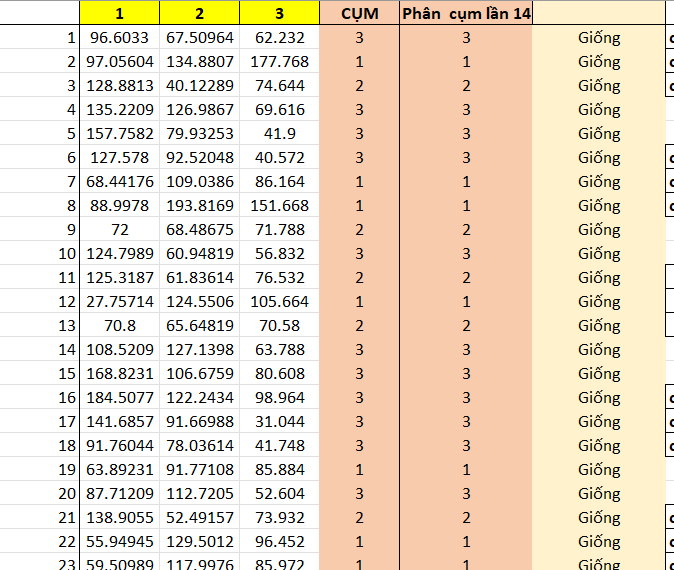 1 2 3 CỤM Phân cụm lần 14
1 96.6033 67.50964 62.232 3 3 Giống
2 97.05604 134.8807 177.768 1 1 Giống
3 128.8813 40.12289 74.644 2 2 Giống
4 135.2209 126.9867 69.616 3 3 Giống
5 157.7582 79.93253 41.9 3 3 Giống
6 127.578 92.52048 40.572 3 3 Giống
7 68.44176 109.0386 86.164 1 1 Giống
8 88.9978 193.8169 151.668 1 1 Giống
9 72 68.48675 71.788 2 2 Giống
10 124.7989 60.94819 56.832 3 3 Giống
11 125.3187 61.83614 76.532 2 2 Giống
12 27.75714 124.5506 105.664 1 1 Giống
13 70.8 65.64819 70.58 2 2 Giống
14 108.5209 127.1398 63.788 3 3 Giống
15 168.8231 106.6759 80.608 3 3 Giống
16 184.5077 122.2434 98.964 3 3 Giống
17 141.6857 91.66988 31.044 3 3 Giống
18 91.76044 78.03614 41.748 3 3 Giống
19 63.89231 91.77108 85.884 1 1 Giống
20 87.71209 112.7205 52.604 3 3 Giống
21 138.9055 52.49157 73.932 2 2 Giống
22 55.94945 129.5012 96.452 1 1 Giống
23 59.50989 117.9976 85.972 1 1 Giống